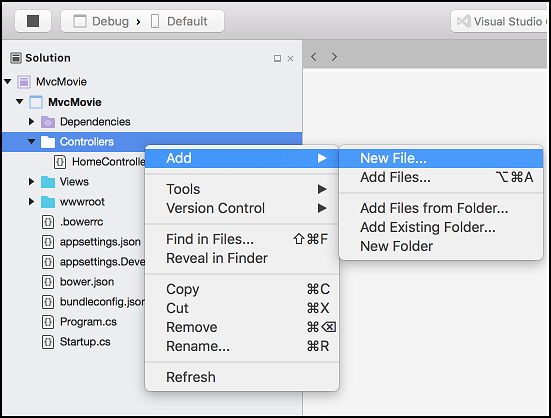 Debug > Default
Visual Studio
Solution
MvcMovie
MvcMovie
Dependencies
Controllers
HomeControlle
Views
wwwroot
.bowerrc
appsettings.json
appsettings.Deve
bower.json
bundleconfig.json
Program.cs
Startup.cs
Add
Tools
Version Control
Find in Files... ⇧⌘F
Reveal in Finder
Copy ⌘C
Cut ⌘X
Remove ⌘⌫
Rename... ⌘R
Refresh
New File...
Add Files... ⌥⌘A
Add Files from Folder...
Add Existing Folder...
New Folder